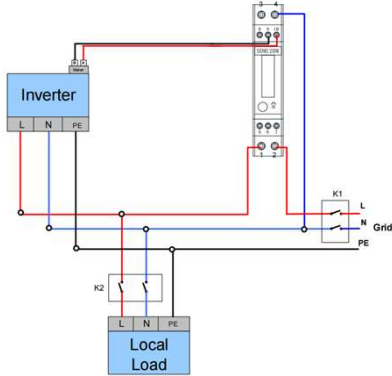 3 4
SDM120M
Meter
Inverter
L N PE
1 2
K1
L
N
Grid
PE
K2
L N PE
Local
Load